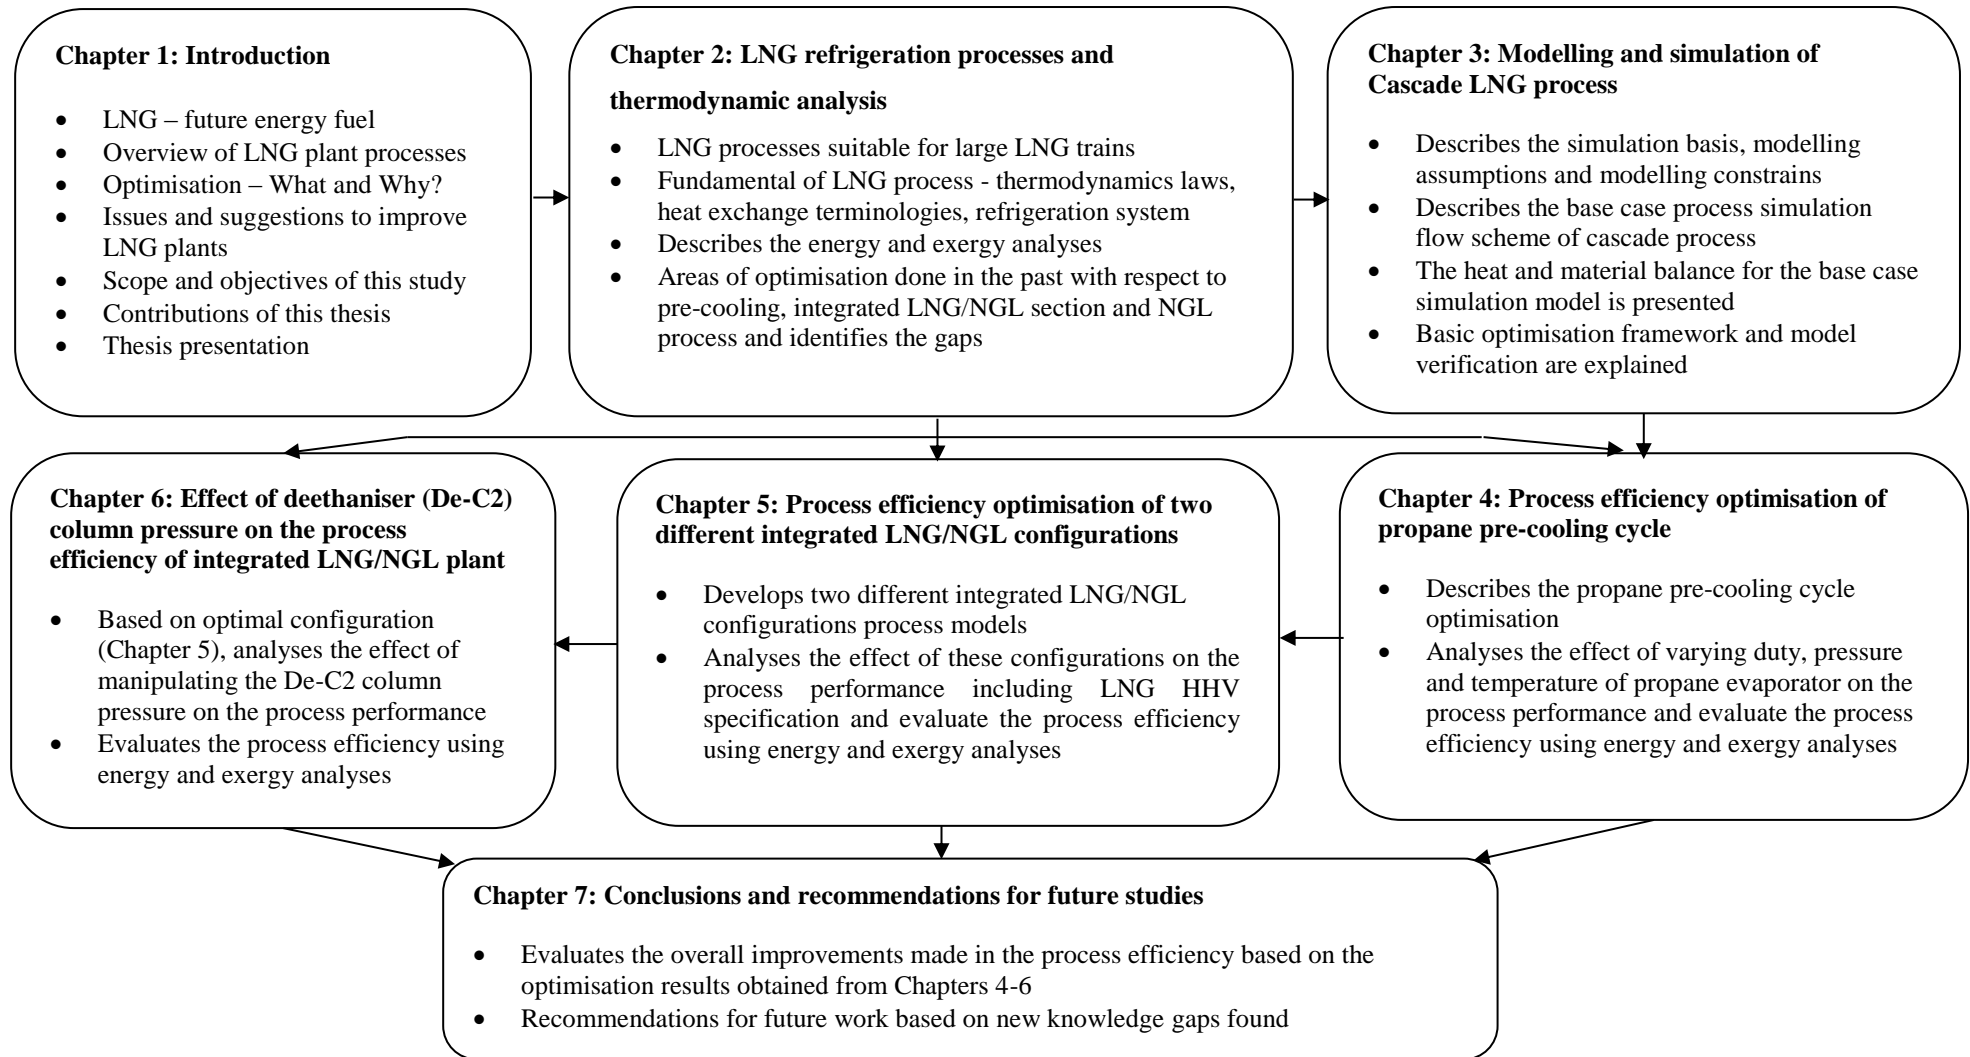 Chapter 1: Introduction
• LNG – future energy fuel
• Overview of LNG plant processes
• Optimisation – What and Why?
• Issues and suggestions to improve
LNG plants
• Scope and objectives of this study
• Contributions of this thesis
• Thesis presentation
Chapter 2: LNG refrigeration processes and
thermodynamic analysis
• LNG processes suitable for large LNG trains
• Fundamental of LNG process - thermodynamics laws,
heat exchange terminologies, refrigeration system
• Describes the energy and exergy analyses
• Areas of optimisation done in the past with respect to
pre-cooling, integrated LNG/NGL section and NGL
process and identifies the gaps
Chapter 3: Modelling and simulation of
Cascade LNG process
• Describes the simulation basis, modelling
assumptions and modelling constrains
• Describes the base case process simulation
flow scheme of cascade process
• The heat and material balance for the base case
simulation model is presented
• Basic optimisation framework and model
verification are explained
Chapter 6: Effect of deethaniser (De-C2)
column pressure on the process
efficiency of integrated LNG/NGL plant
• Based on optimal configuration
(Chapter 5), analyses the effect of
manipulating the De-C2 column
pressure on the process performance
• Evaluates the process efficiency using
energy and exergy analyses
Chapter 5: Process efficiency optimisation of two
different integrated LNG/NGL configurations
• Develops two different integrated LNG/NGL
configurations process models
• Analyses the effect of these configurations on the
process performance including LNG HHV
specification and evaluate the process efficiency
using energy and exergy analyses
Chapter 4: Process efficiency optimisation of
propane pre-cooling cycle
• Describes the propane pre-cooling cycle
optimisation
• Analyses the effect of varying duty, pressure
and temperature of propane evaporator on the
process performance and evaluate the process
efficiency using energy and exergy analyses
Chapter 7: Conclusions and recommendations for future studies
• Evaluates the overall improvements made in the process efficiency based on the
optimisation results obtained from Chapters 4-6
• Recommendations for future work based on new knowledge gaps found